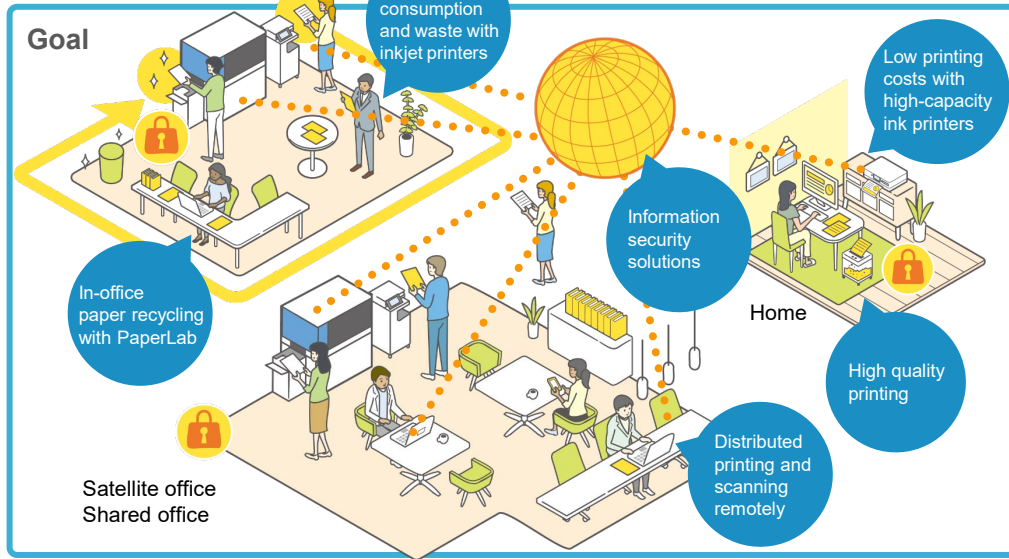 Goal
consumption
and waste with
inkjet printers
Low printing
costs with
high-capacity
ink printers
Information
security
solutions
In-office
paper recycling
with PaperLab
Home
High quality
printing
Distributed
printing and
scanning
remotely
Satellite office
Shared office